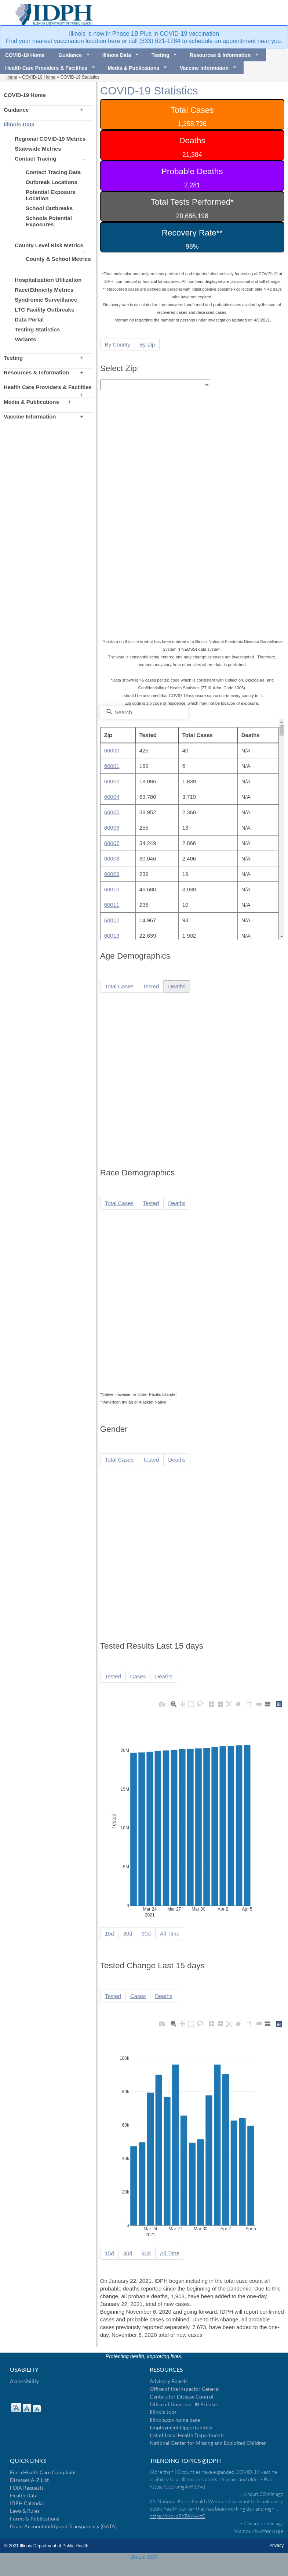 IDPH
ILLINOIS DEPARTMENT OF PUBLIC HEALTH
Illinois is now in Phase 1B Plus in COVID-19 vaccination
Find your nearest vaccination location here or call (833) 621-1284 to schedule an appointment near you.
COVID-19 Home Guidance Illinois Data Testing Resources & Information
Health Care Providers & Facilities Media & Publications Vaccine Information
Home • COVID-19 Home • COVID-19 Statistics
COVID-19 Home
Guidance +
Illinois Data -
Regional COVID-19 Metrics
Statewide Metrics
Contact Tracing -
Contact Tracing Data
Outbreak Locations
Potential Exposure
Location
School Outbreaks
Schools Potential
Exposures
County Level Risk Metrics
-
County & School Metrics
Hospitalization Utilization
Race/Ethnicity Metrics
Syndromic Surveillance
LTC Facility Outbreaks
Data Portal
Testing Statistics
Variants
Testing +
Resources & Information +
Health Care Providers & Facilities
+
Media & Publications +
Vaccine Information +
COVID-19 Statistics
Total Cases
1,258,736
Deaths
21,384
Probable Deaths
2,281
Total Tests Performed*
20,686,198
Recovery Rate**
98%
*Total molecular and antigen tests performed and reported electronically for testing of COVID-19 at
IDPH, commercial or hospital laboratories. All numbers displayed are provisional and will change.
** Recovered cases are defined as persons with initial positive specimen collection date > 42 days
who have not expired.
Recovery rate is calculated as the recovered confirmed and probable cases divided by the sum of
recovered cases and deceased cases.
Information regarding the number of persons under investigation updated on 4/5/2021.
By County By Zip
Select Zip:
The data on this site is what has been entered into Illinois' National Electronic Disease Surveillance
System (I-NEDSS) data system.
The data is constantly being entered and may change as cases are investigated. Therefore,
numbers may vary from other sites where data is published.
*Data shown is >5 cases per zip code which is consistent with Collection, Disclosure, and
Confidentiality of Health Statistics (77 Ill. Adm. Code 1005).
It should be assumed that COVID-19 exposure can occur in every county in IL.
Zip code is zip code of residence, which may not be location of exposure.
Search
Zip Tested Total Cases Deaths
60000 425 40 N/A
60001 169 6 N/A
60002 18,086 1,839 N/A
60004 63,780 3,719 N/A
60005 38,952 2,360 N/A
60006 255 13 N/A
60007 34,249 2,866 N/A
60008 30,046 2,406 N/A
60009 239 19 N/A
60010 46,680 3,039 N/A
60011 235 10 N/A
60012 14,967 931 N/A
60013 22,639 1,902 N/A
Age Demographics
Total Cases Tested Deaths
Race Demographics
Total Cases Tested Deaths
*Native Hawaiian or Other Pacific Islander
**American Indian or Alaskan Native
Gender
Total Cases Tested Deaths
Tested Results Last 15 days
Tested Cases Deaths
Tested
20M
15M
10M
5M
0
Mar 24 Mar 27 Mar 30 Apr 2 Apr 5
2021
15d 30d 90d All Time
Tested Change Last 15 days
Tested Cases Deaths
100k
80k
60k
40k
20k
0
Mar 24 Mar 27 Mar 30 Apr 2 Apr 5
2021
15d 30d 90d All Time
On January 22, 2021, IDPH began including in the total case count all
probable deaths reported since the beginning of the pandemic. Due to this
change, all probable deaths, 1,903, have been added to the one-day,
January 22, 2021, total of new cases.
Beginning November 6, 2020 and going forward, IDPH will report confirmed
cases and probable cases combined. Due to this change, all probable
cases previously reported separately, 7,673, have been added to the one-
day, November 6, 2020 total of new cases.
Protecting health, improving lives.
USABILITY
Accessibility
A A A
RESOURCES
Advisory Boards
Office of the Inspector General
Centers for Disease Control
Office of Governor JB Pritzker
Illinois Jobs
Illinois.gov home page
Employment Opportunities
List of Local Health Departments
National Center for Missing and Exploited Children
QUICK LINKS
File a Health Care Complaint
Diseases A-Z List
FOIA Requests
Health Data
IDPH Calendar
Laws & Rules
Forms & Publications
Grant Accountability and Transparency (GATA)
TRENDING TOPICS @IDPH
More than 80 counties have expanded COVID-19 vaccine
eligibility to all Illinois residents 16 years and older - Pub...
It's National Public Health Week and we want to thank every
public health worker that has been working day and nigh...
Visit our twitter page
© 2021 Illinois Department of Public Health. Privacy
Drupal SEO